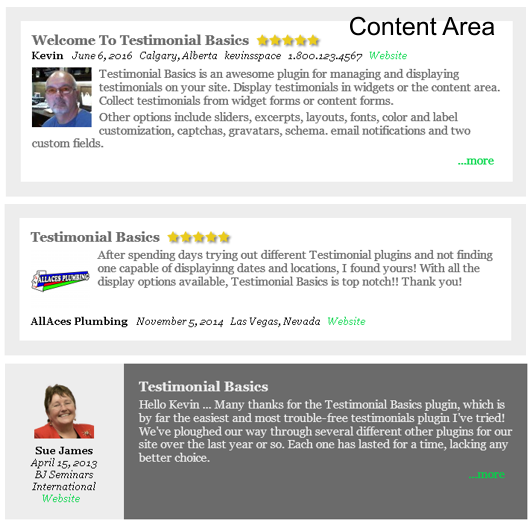 Content Area
Welcome To Testimonial Basics
Kevin June 6, 2016 Calgary, Alberta kevinsspace 1.800.123.4567 Website
Testimonial Basics is an awesome plugin for managing and displaying
testimonials on your site. Display testimonials in widgets or the content area.
Collect testimonials from widget forms or content forms.
Other options include sliders, excerpts, layouts, fonts, color and label
customization, captchas, gravatars, schema. email notifications and two
custom fields.
...more
Testimonial Basics
ALLACES PLUMBING
After spending days trying out different Testimonial plugins and not finding
one capable of displayinng dates and locations, I found yours! With all the
display options available, Testimonial Basics is top notch!! Thank you!
AllAces Plumbing November 5, 2014 Las Vegas, Nevada Website
Sue James
April 15, 2013
BJ Seminars
International
Website
Testimonial Basics
Hello Kevin ... Many thanks for the Testimonial Basics plugin, which is
by far the easiest and most trouble-free testimonials plugin I've tried!
We've ploughed our way through several different other plugins for our
site over the last year or so. Each one has lasted for a time, lacking any
better choice.
...more